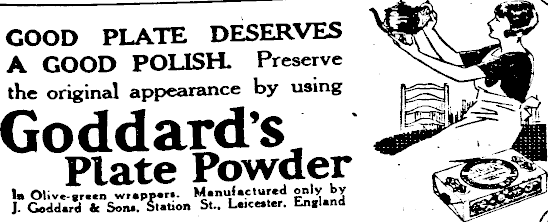 GOOD PLATE DESERVES
A GOOD POLISH. Preserve
the original appearance by using
Goddard's
Plate Powder
In Olive-green wrappers. Manufactured only by
J. Goddard & Sons, Station St., Leicester, England